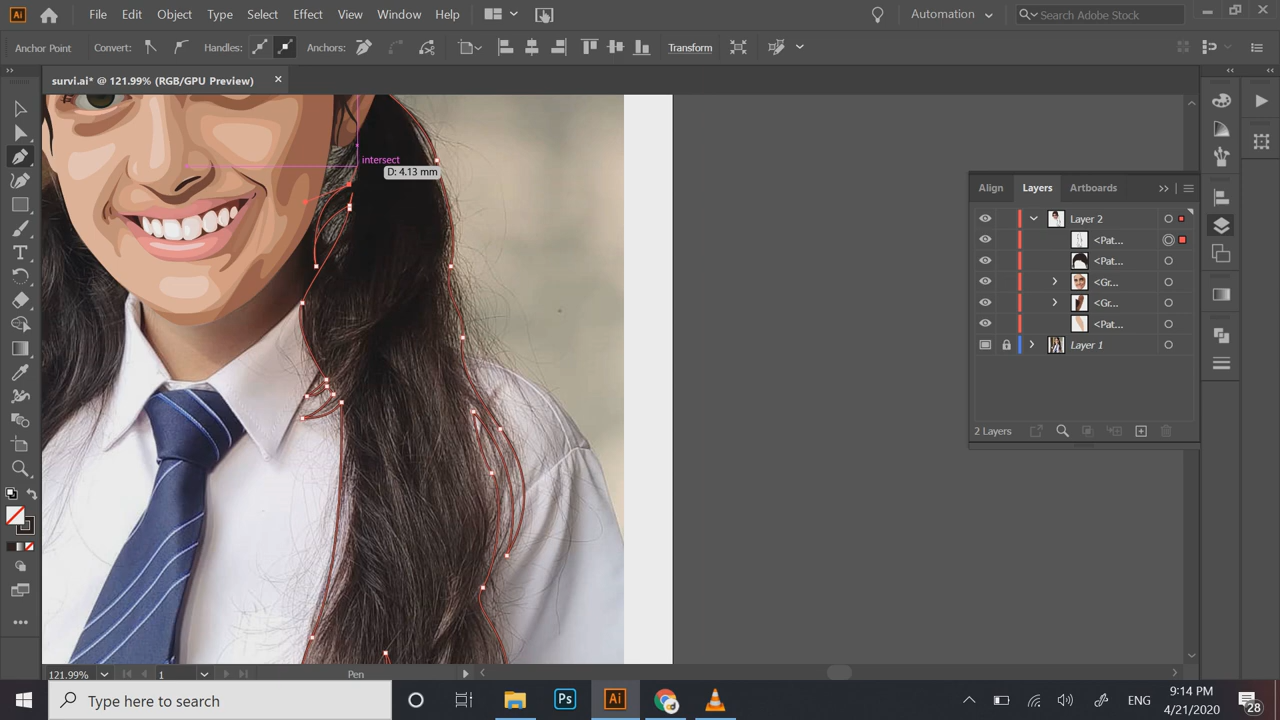 Ai File Edit Object Type Select Effect View Window Help Automation Search Adobe Stock
Anchor Point Convert: Handles: Anchors: Transform
survi.ai* @ 121.99% (RGB/GPU Preview)
intersect
D: 4.13 mm
Align Layers Artboards
Layer 2
<Pat...
<Pat...
<Gr...
<Gr...
<Pat...
Layer 1
2 Layers
121.99% 1 Pen
Type here to search Ps Ai ENG 9:14 PM
4/21/2020 28